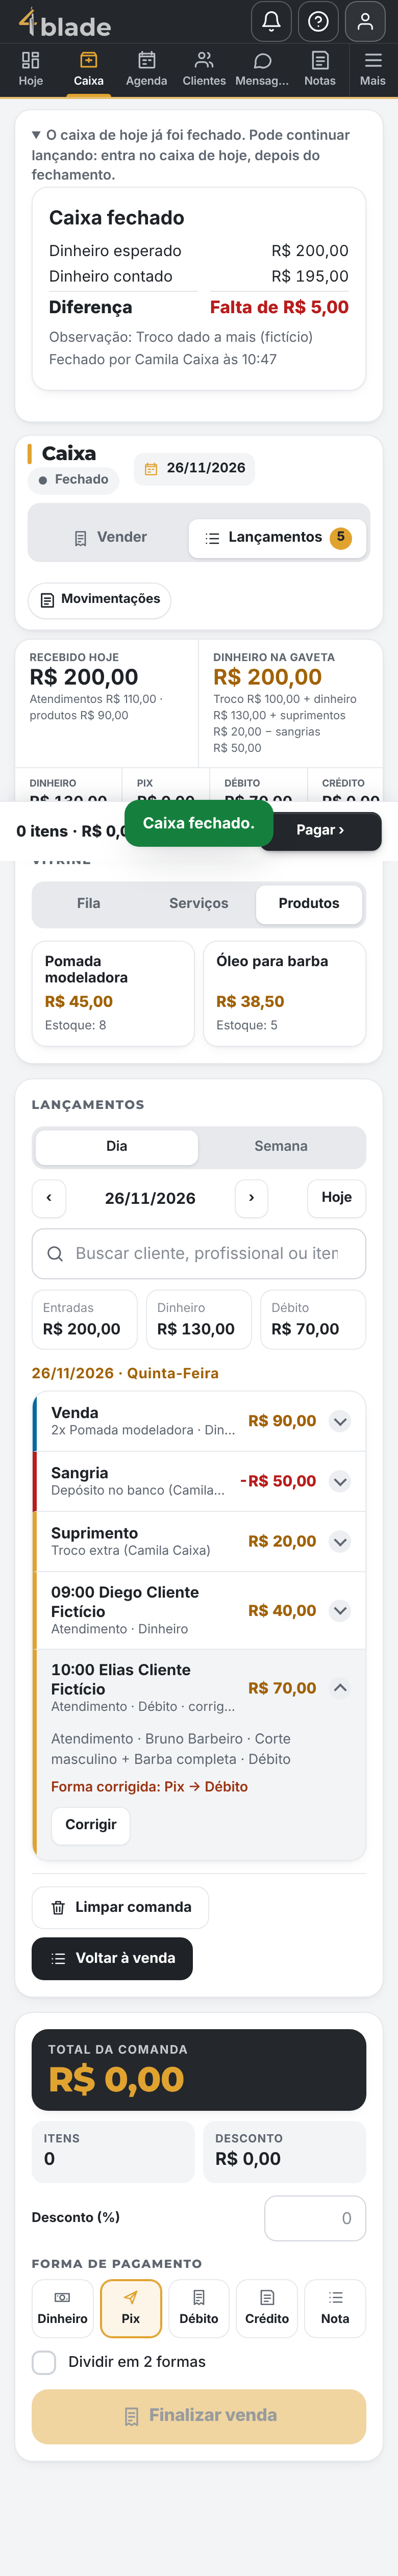 4blade
Hoje
Caixa
Agenda
Clientes
Mensag...
Notas
Mais
▼ O caixa de hoje já foi fechado. Pode continuar
lançando: entra no caixa de hoje, depois do
fechamento.
Caixa fechado
Dinheiro esperado R$ 200,00
Dinheiro contado R$ 195,00
Diferença Falta de R$ 5,00
Observação: Troco dado a mais (fictício)
Fechado por Camila Caixa às 10:47
Caixa
Fechado
26/11/2026
Vender
Lançamentos 5
Movimentações
RECEBIDO HOJE
R$ 200,00
Atendimentos R$ 110,00 ·
produtos R$ 90,00
DINHEIRO NA GAVETA
R$ 200,00
Troco R$ 100,00 + dinheiro
R$ 130,00 + suprimentos
R$ 20,00 − sangrias
R$ 50,00
DINHEIRO
PIX
DÉBITO
CRÉDITO
0 itens · R$ 0,0
Caixa fechado.
Pagar ›
Fila
Serviços
Produtos
Pomada
modeladora
R$ 45,00
Estoque: 8
Óleo para barba
R$ 38,50
Estoque: 5
LANÇAMENTOS
Dia
Semana
‹ 26/11/2026 › Hoje
Buscar cliente, profissional ou iten
Entradas
R$ 200,00
Dinheiro
R$ 130,00
Débito
R$ 70,00
26/11/2026 · Quinta-Feira
Venda
2x Pomada modeladora · Din...
R$ 90,00
Sangria
Depósito no banco (Camila...
-R$ 50,00
Suprimento
Troco extra (Camila Caixa)
R$ 20,00
09:00 Diego Cliente
Fictício
Atendimento · Dinheiro
R$ 40,00
10:00 Elias Cliente
Fictício
Atendimento · Débito · corrig...
R$ 70,00
Atendimento · Bruno Barbeiro · Corte
masculino + Barba completa · Débito
Forma corrigida: Pix → Débito
Corrigir
Limpar comanda
Voltar à venda
TOTAL DA COMANDA
R$ 0,00
ITENS
0
DESCONTO
R$ 0,00
Desconto (%) 0
FORMA DE PAGAMENTO
Dinheiro
Pix
Débito
Crédito
Nota
Dividir em 2 formas
Finalizar venda